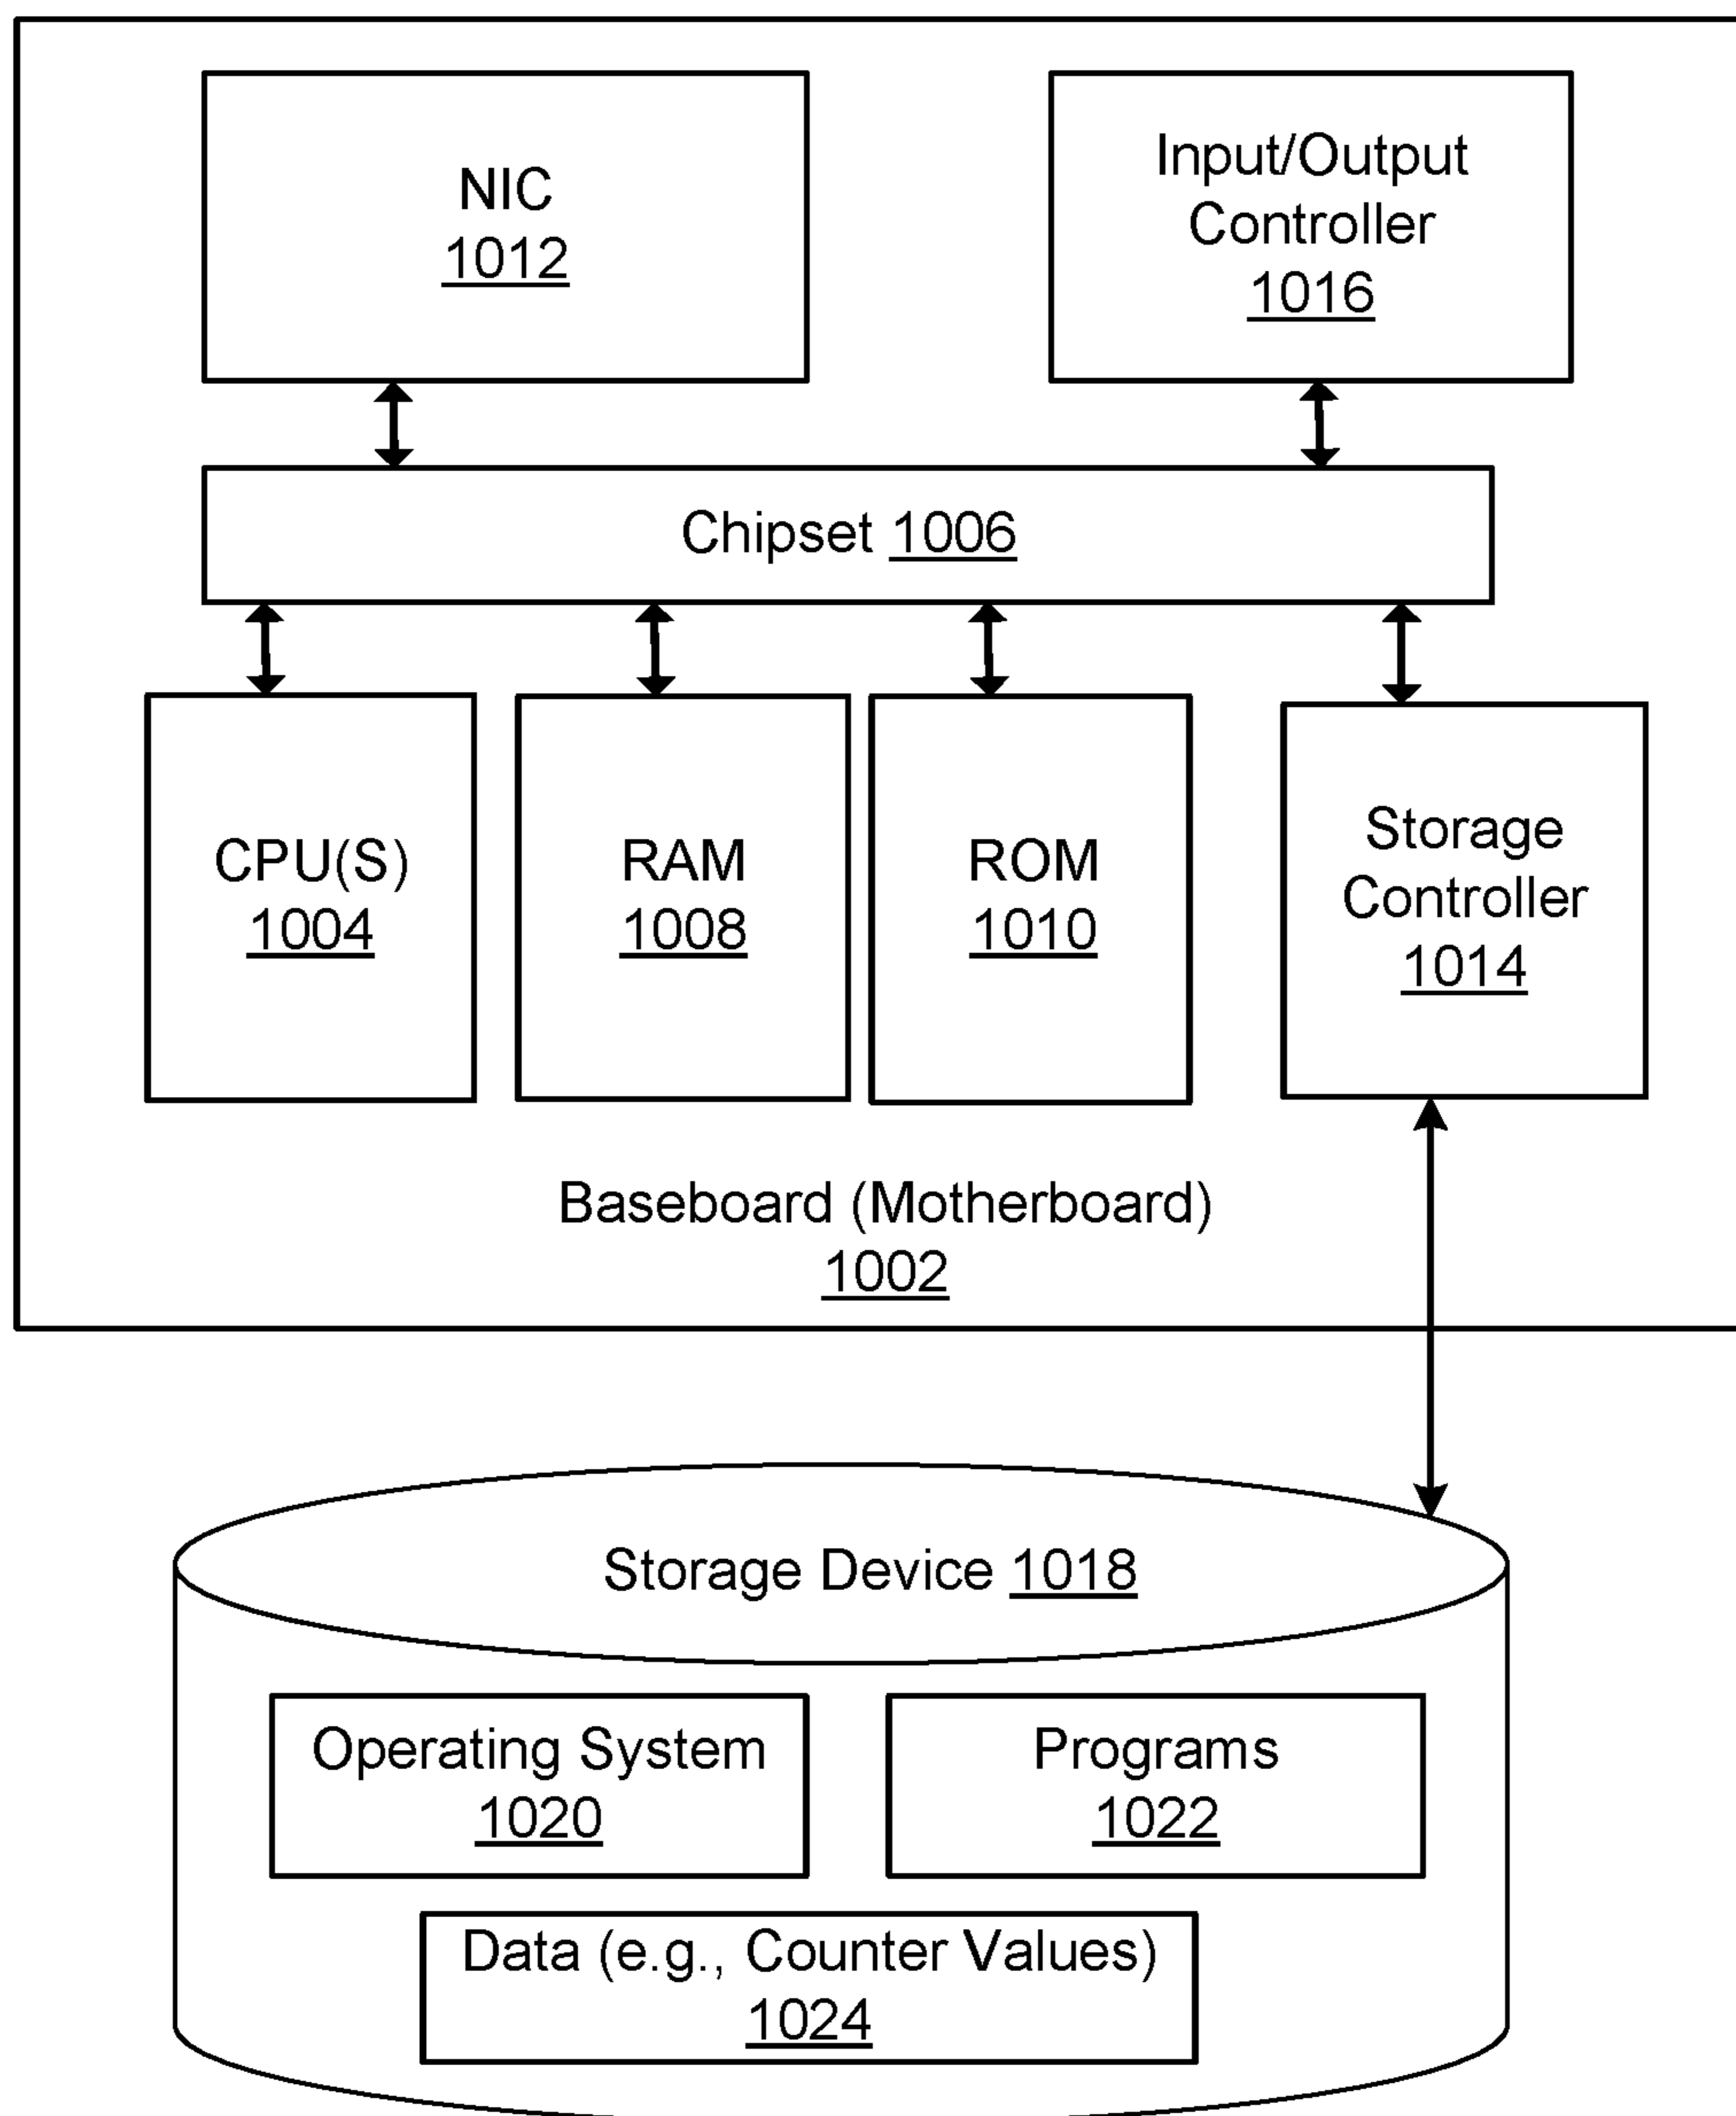 NIC
1012
Input/Output
Controller
1016
Chipset 1006
CPU(S)
1004
RAM
1008
ROM
1010
Storage
Controller
1014
Baseboard (Motherboard)
1002
Storage Device 1018
Operating System
1020
Programs
1022
Data (e.g., Counter Values)
1024